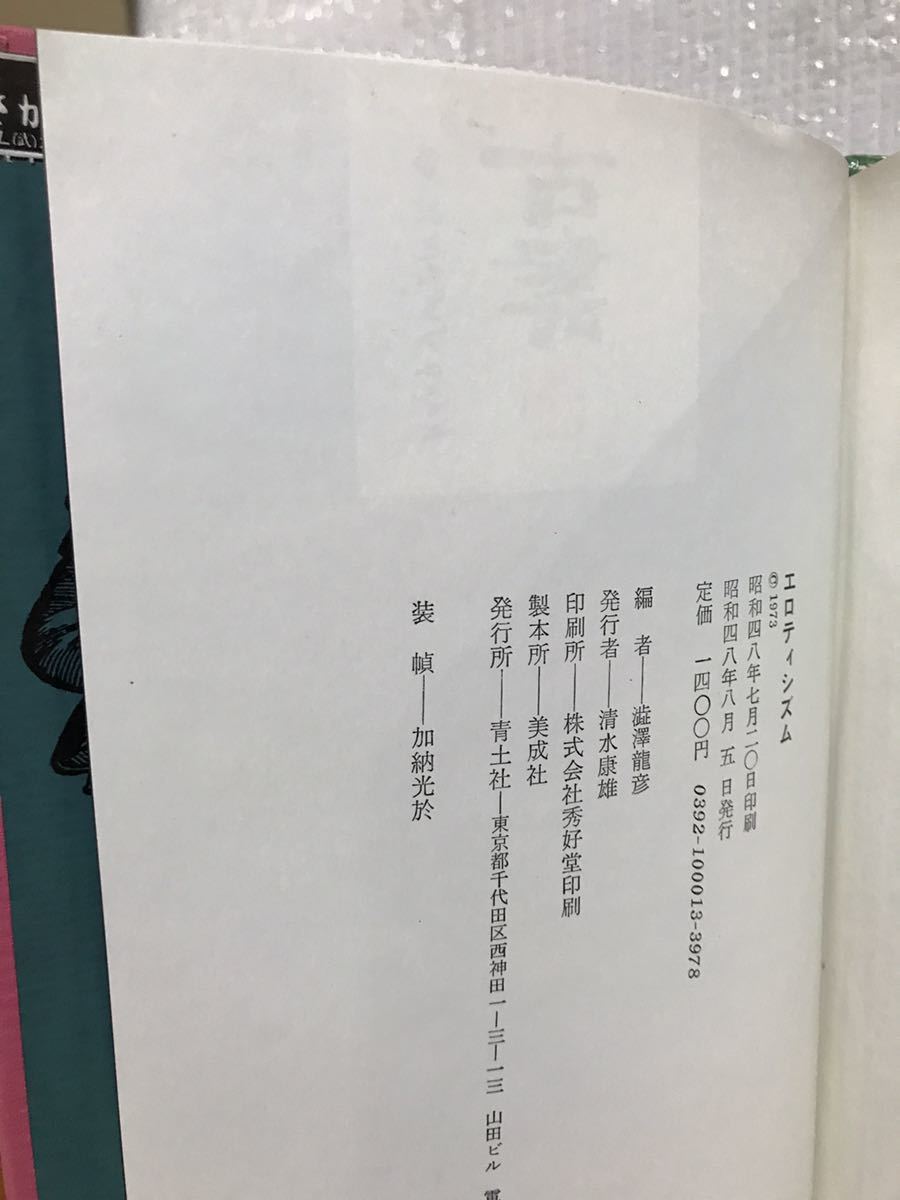 エロティシズム
© 1973
昭和四八年七月二〇日印刷
昭和四八年八月 五 日発行
定価 一四〇〇円 0392-100013-3978
編 者——澁澤龍彦
発行者——清水康雄
印刷所——株式会社秀好堂印刷
製本所——美成社
発行所——青土社—東京都千代田区西神田一—三—一三 山田ビル 電
装 幀——加納光於